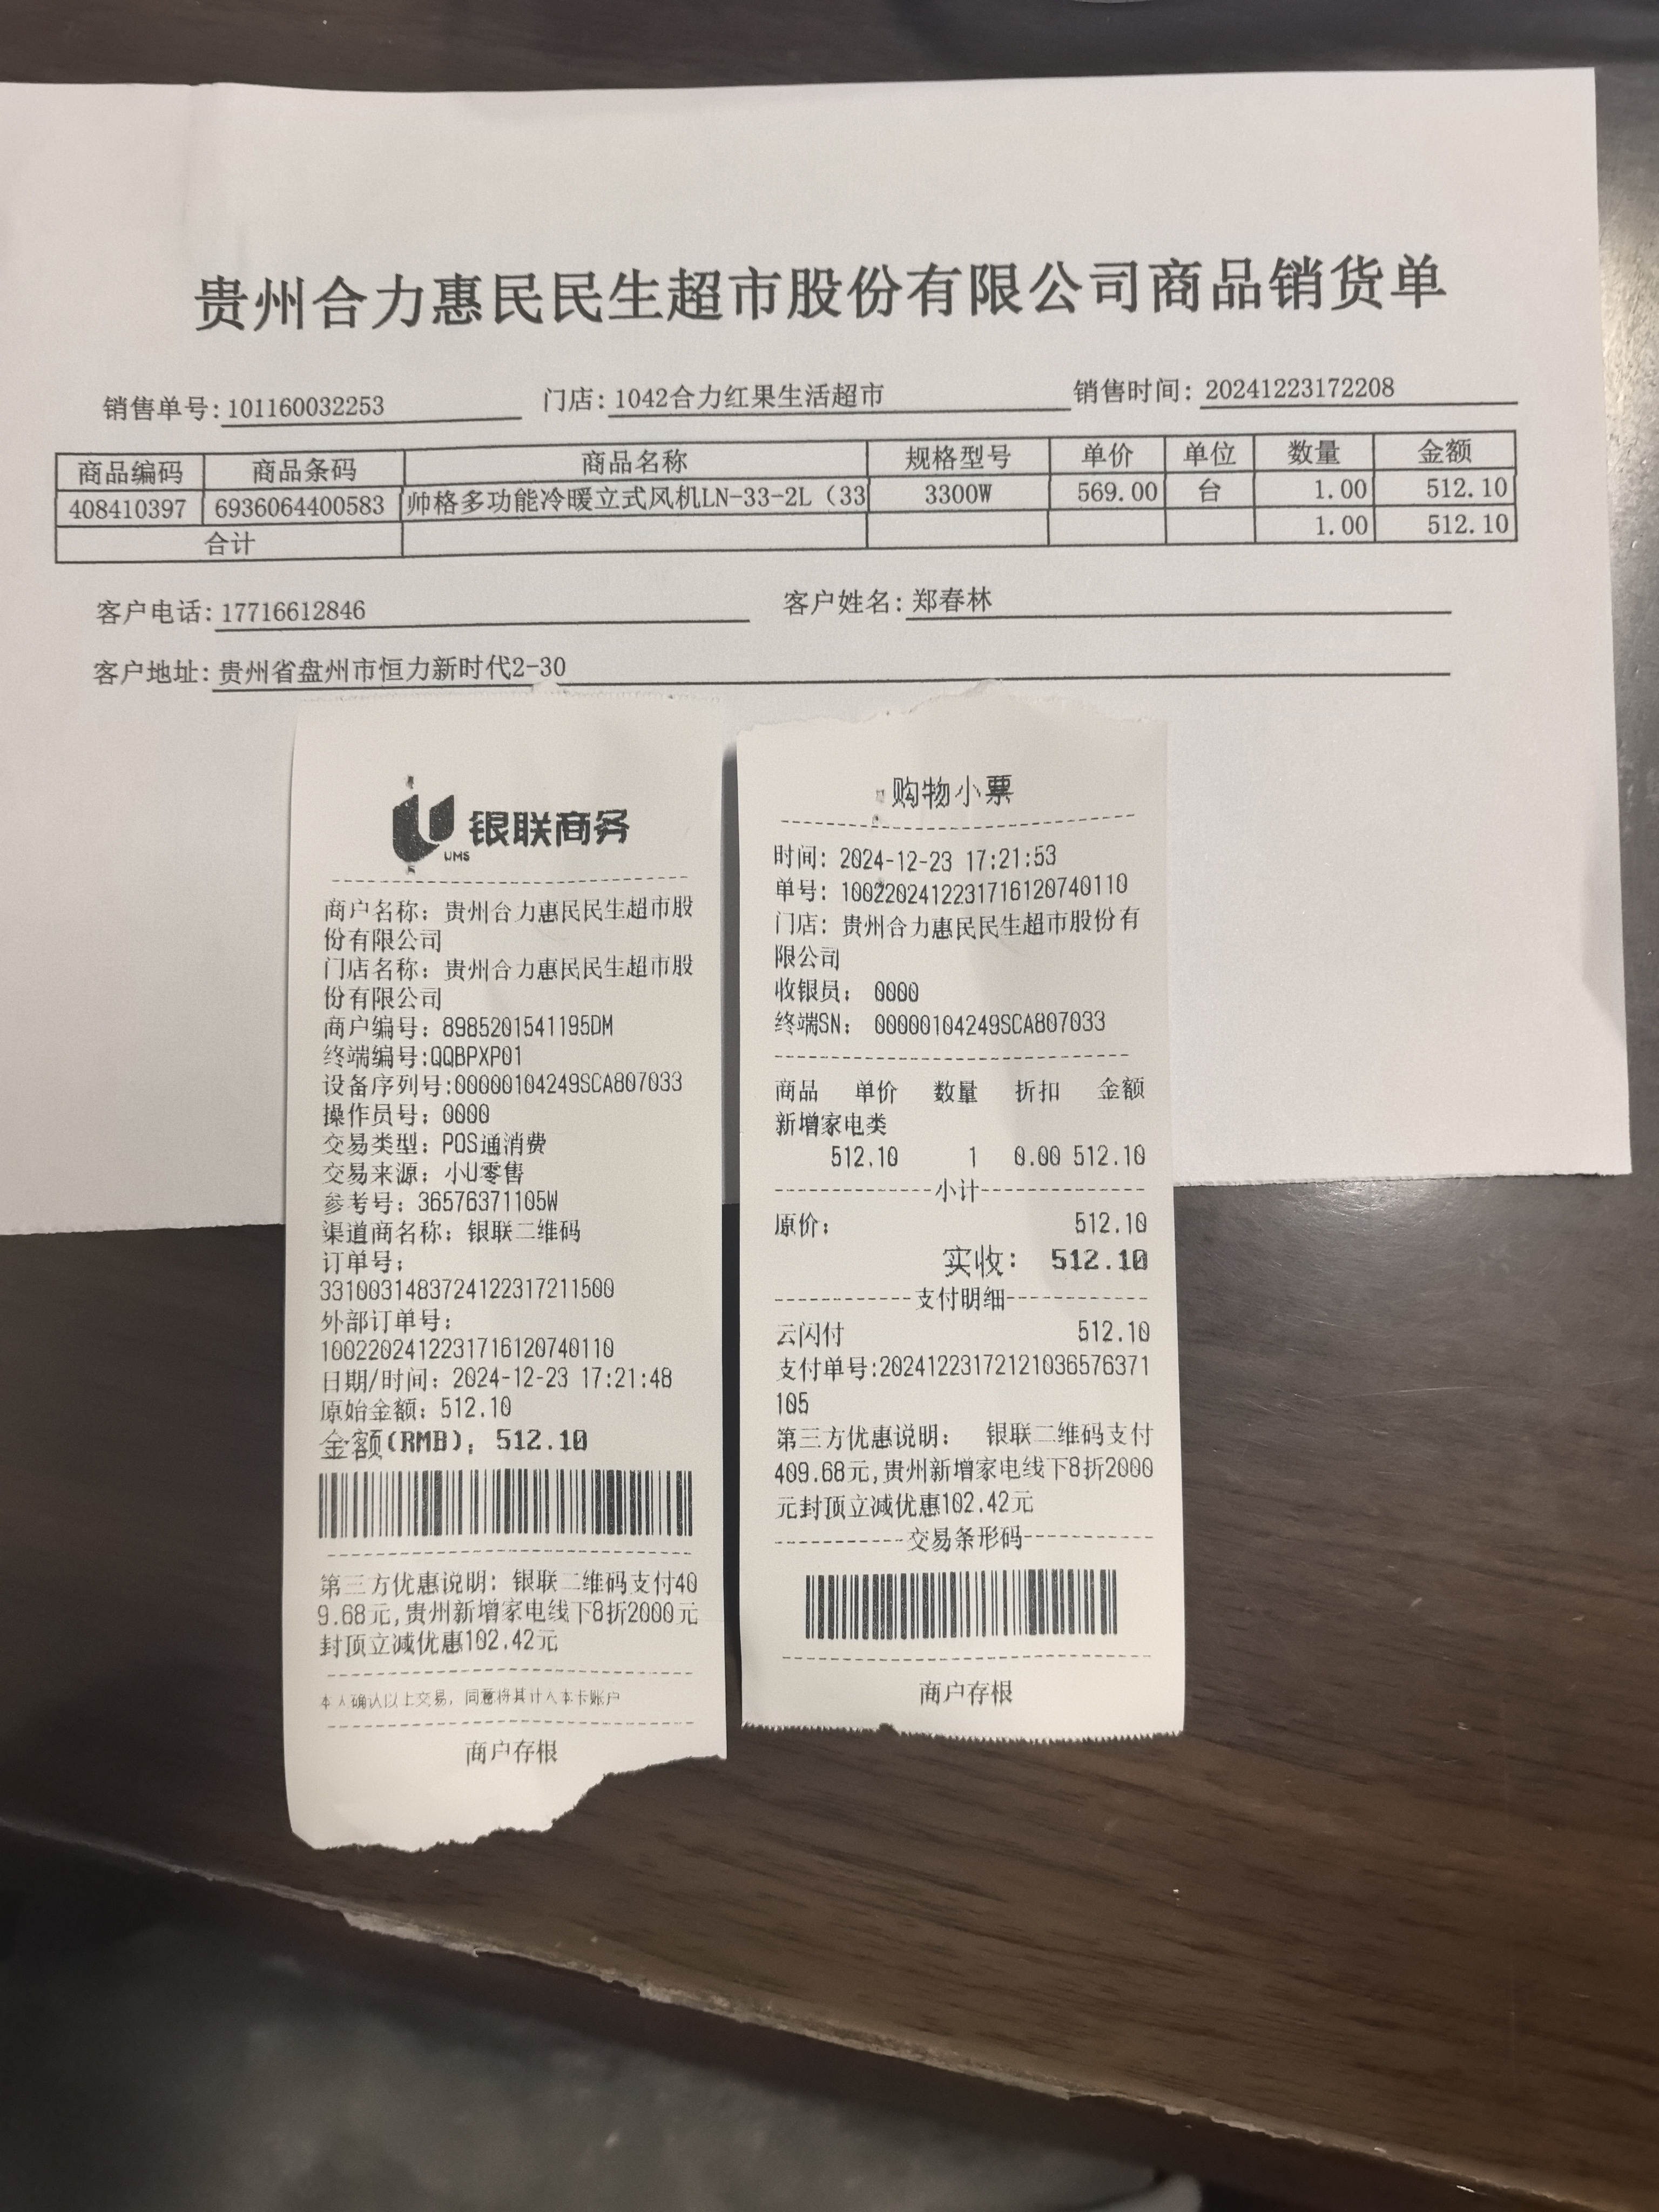 贵州合力惠民民生超市股份有限公司商品销货单
销售单号:101160032253 门店:1042合力红果生活超市 销售时间:20241223172208
商品编码 商品条码 商品名称 规格型号 单价 单位 数量 金额
408410397 6936064400583 帅格多功能冷暖立式风机LN-33-2L（33 3300W 569.00 台 1.00 512.10
合计 1.00 512.10
客户电话:17716612846 客户姓名:郑春林
客户地址:贵州省盘州市恒力新时代2-30
UMS 银联商务
商户名称：贵州合力惠民民生超市股
份有限公司
门店名称：贵州合力惠民民生超市股
份有限公司
商户编号：8985201541195DM
终端编号:QQBPXP01
设备序列号:00000104249SCA807033
操作员号：0000
交易类型：POS通消费
交易来源：小U零售
参考号：36576371105W
渠道商名称：银联二维码
订单号：
33100314837241223172115​00
外部订单号：
10022024122317161207401​10
日期/时间：2024-12-23 17:21:48
原始金额：512.10
金额(RMB)：512.10
第三方优惠说明：银联二维码支付40
9.68元,贵州新增家电线下8折2000元
封顶立减优惠102.42元
本人确认以上交易，同意将其计入本卡账户
商户存根
购物小票
时间：2024-12-23 17:21:53
单号：1002202412231716120740110
门店：贵州合力惠民民生超市股份有
限公司
收银员： 0000
终端SN： 00000104249SCA807033
商品 单价 数量 折扣 金额
新增家电类
512.10 1 0.00 512.10
小计
原价： 512.10
实收： 512.10
支付明细
云闪付 512.10
支付单号:20241223172121036576371
105
第三方优惠说明： 银联二维码支付
409.68元,贵州新增家电线下8折2000
元封顶立减优惠102.42元
交易条形码
商户存根